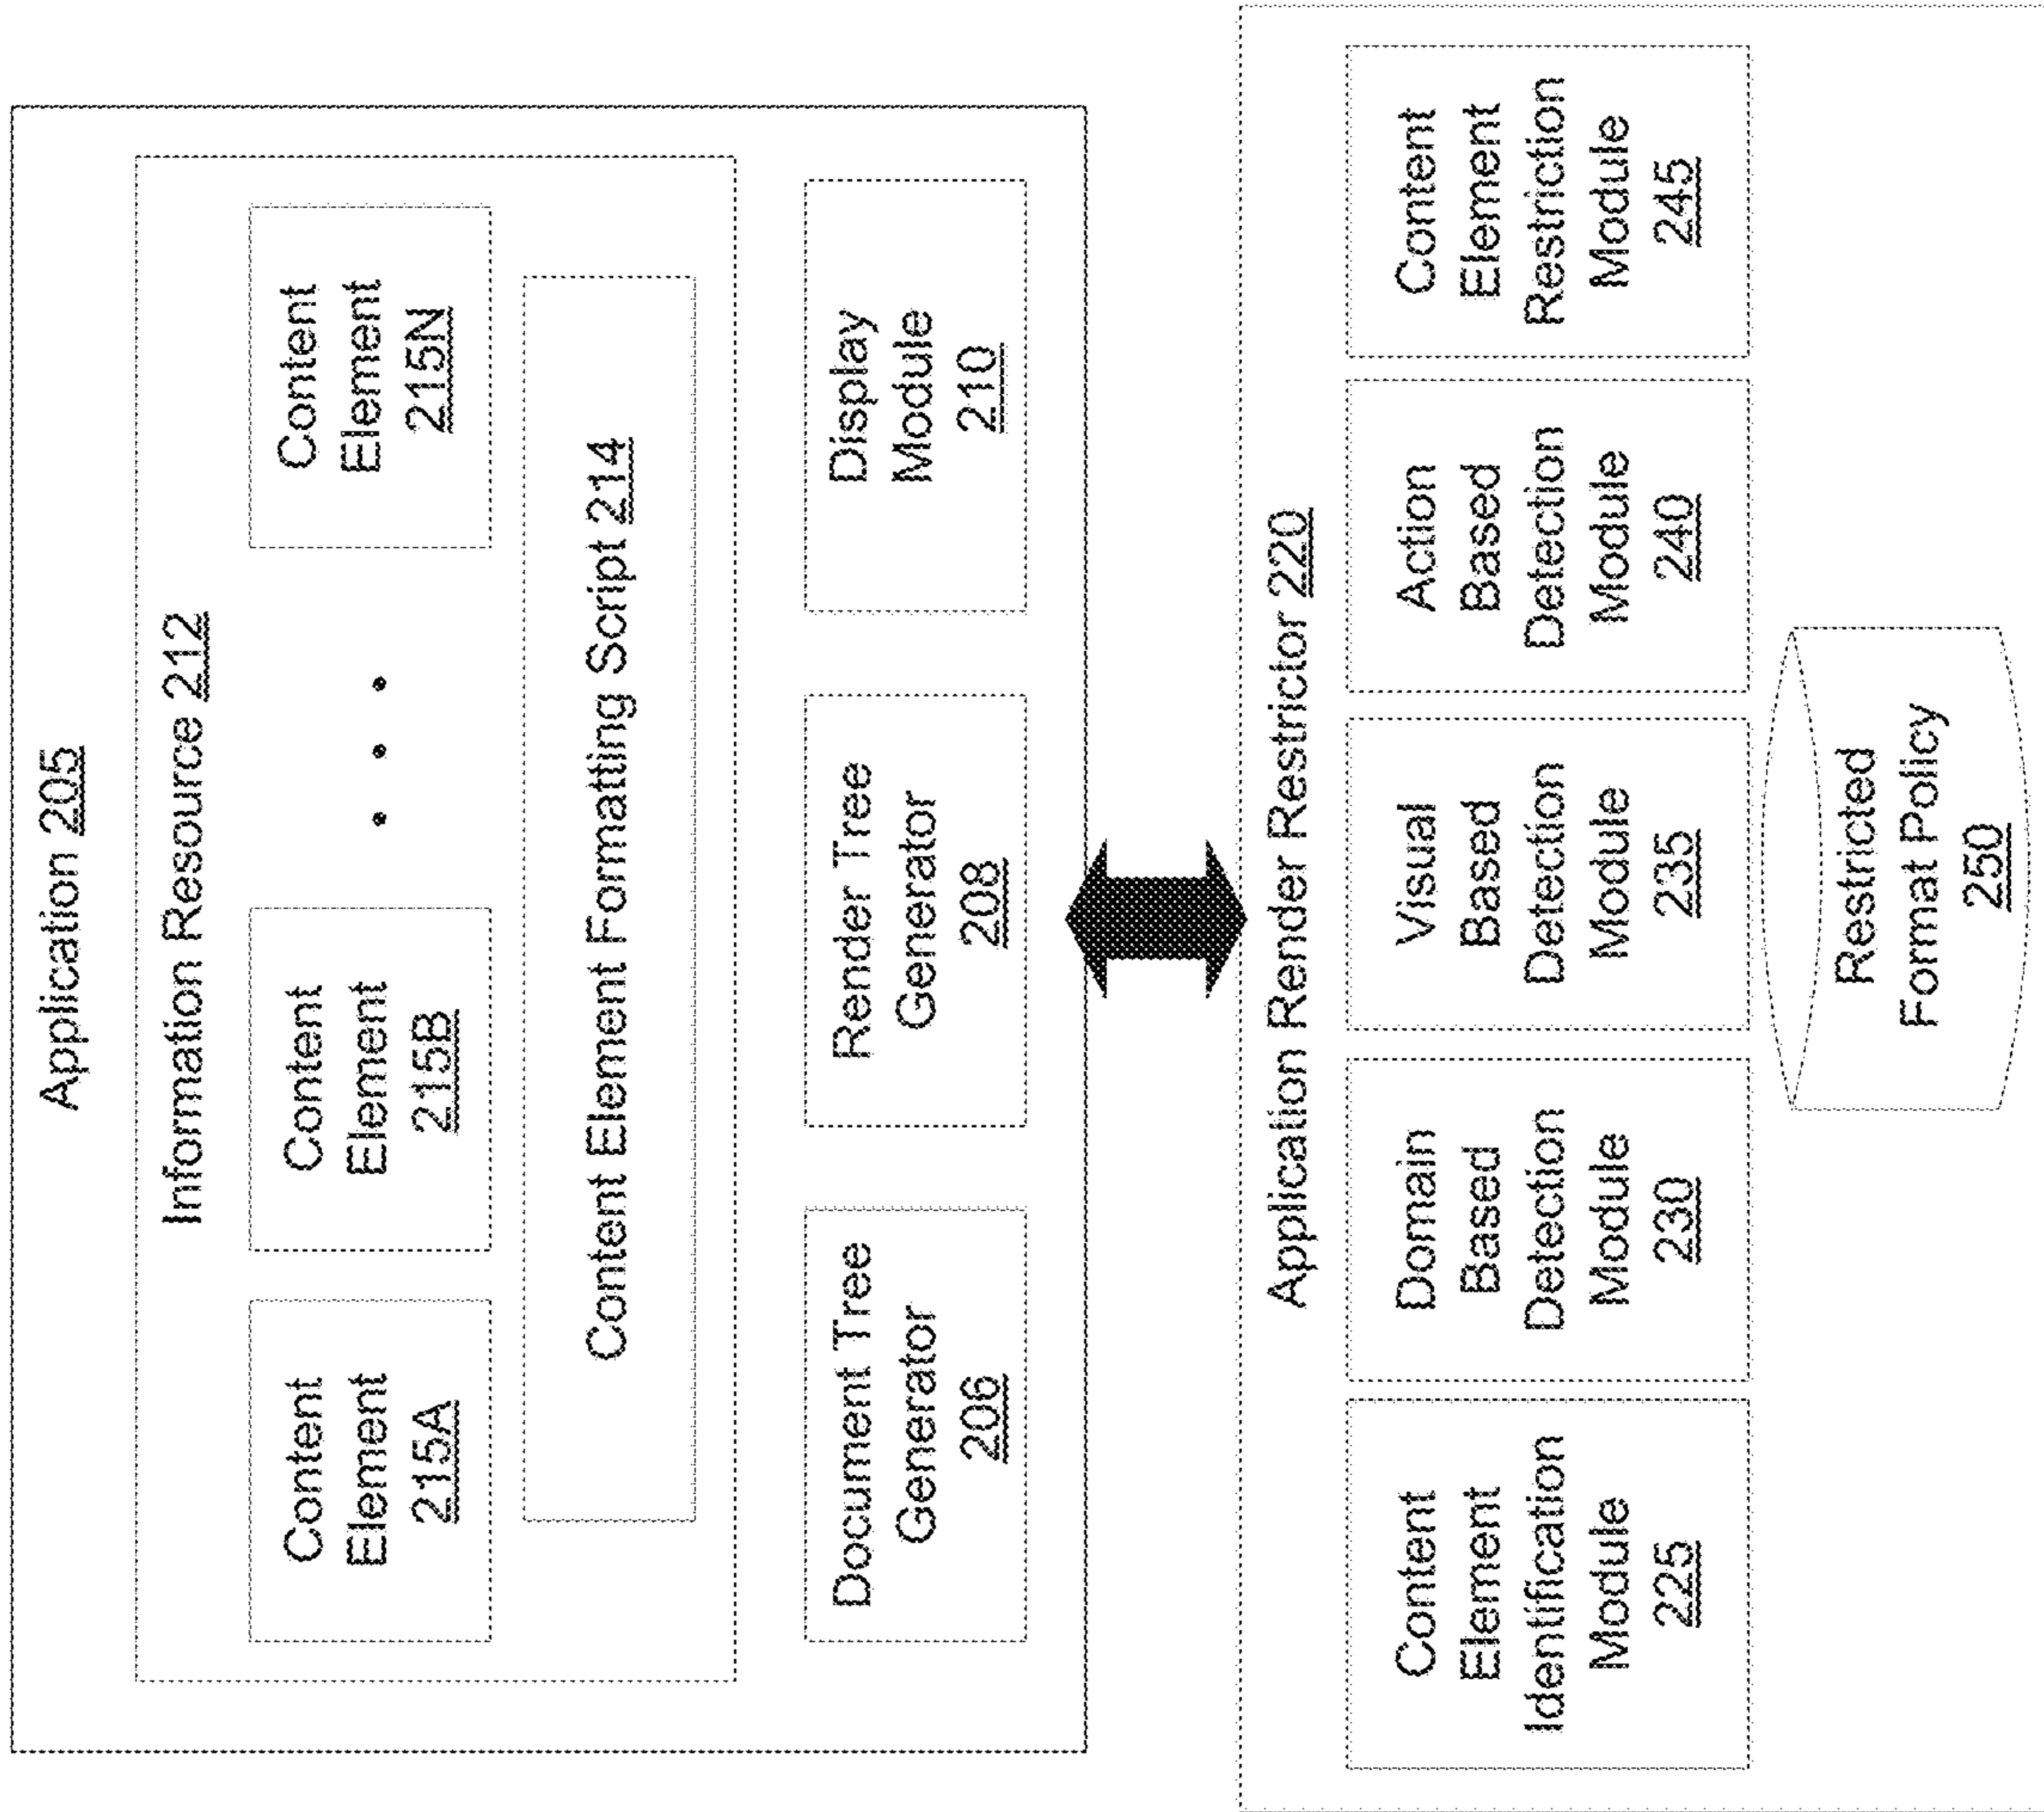 Application 205
Information Resource 212
Content
Element
215A
Content
Element
215B
• • •
Content
Element
215N
Content Element Formatting Script 214
Document Tree
Generator
206
Render Tree
Generator
208
Display
Module
210
Application Render Restrictor 220
Content
Element
Identification
Module
225
Domain
Based
Detection
Module
230
Visual
Based
Detection
Module
235
Action
Based
Detection
Module
240
Content
Element
Restriction
Module
245
Restricted
Format Policy
250